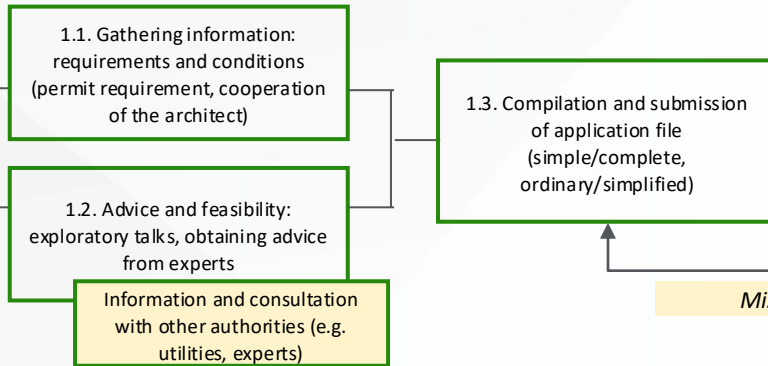 1.1. Gathering information:
requirements and conditions
(permit requirement, cooperation
of the architect)
1.2. Advice and feasibility:
exploratory talks, obtaining advice
from experts
Information and consultation
with other authorities (e.g.
utilities, experts)
1.3. Compilation and submission
of application file
(simple/complete,
ordinary/simplified)